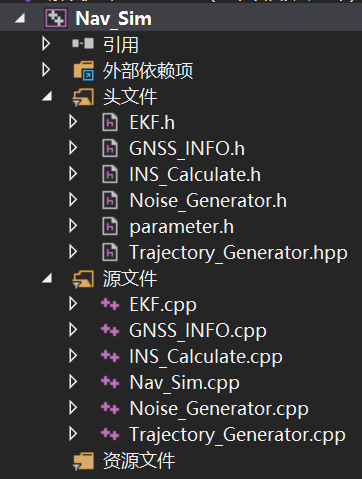 Nav_Sim
引用
外部依赖项
头文件
EKF.h
GNSS_INFO.h
INS_Calculate.h
Noise_Generator.h
parameter.h
Trajectory_Generator.hpp
源文件
EKF.cpp
GNSS_INFO.cpp
INS_Calculate.cpp
Nav_Sim.cpp
Noise_Generator.cpp
Trajectory_Generator.cpp
资源文件